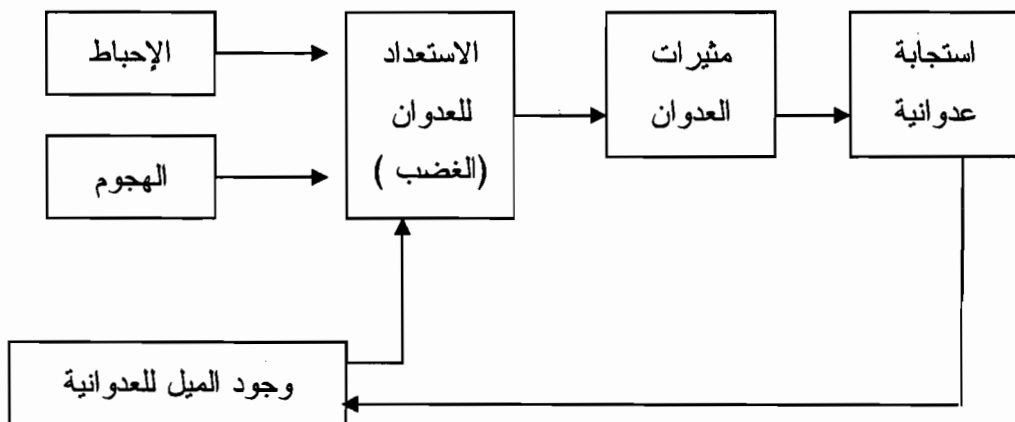 الإحباط
الهجوم
الاستعداد
للعدوان
(الغضب )
مثيرات
العدوان
استجابة
عدوانية
وجود الميل للعدوانية